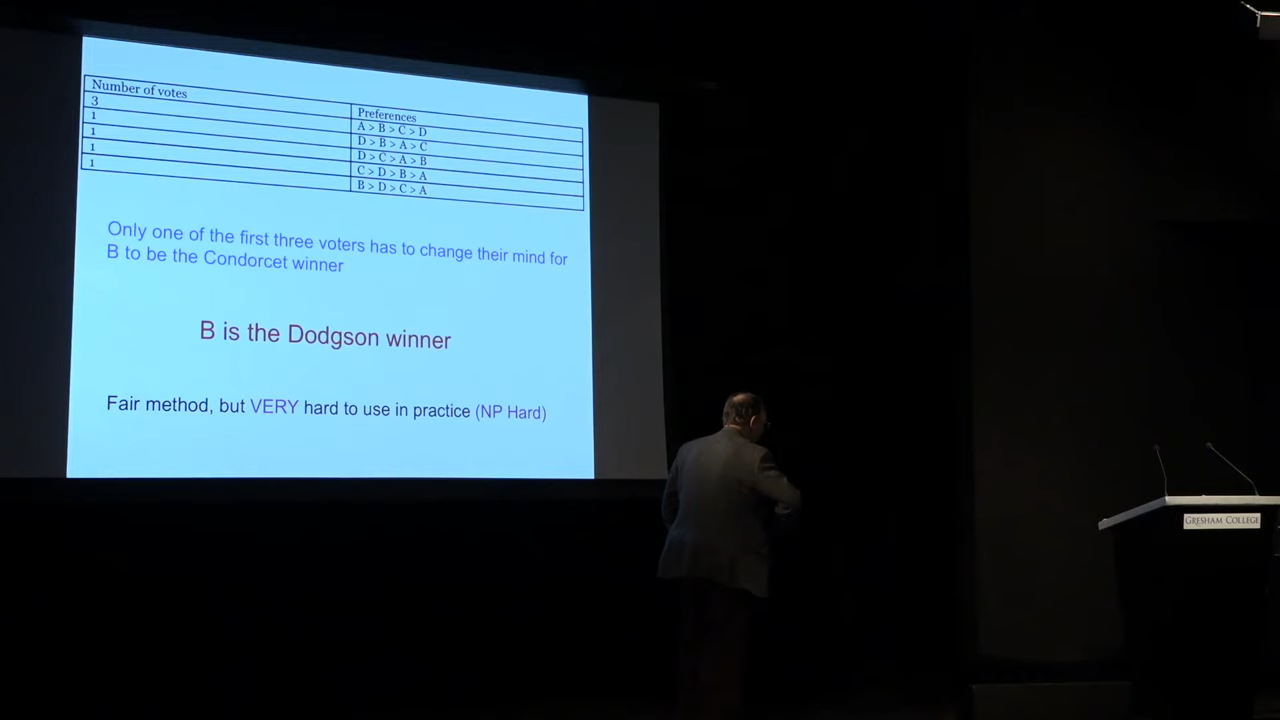 Number of votes
Preferences
3
A > B > C > D
1
D > B > A > C
1
D > C > A > B
1
C > D > B > A
1
B > D > C > A
Only one of the first three voters has to change their mind for
B to be the Condorcet winner
B is the Dodgson winner
Fair method, but VERY hard to use in practice (NP Hard)
GRESHAM COLLEGE